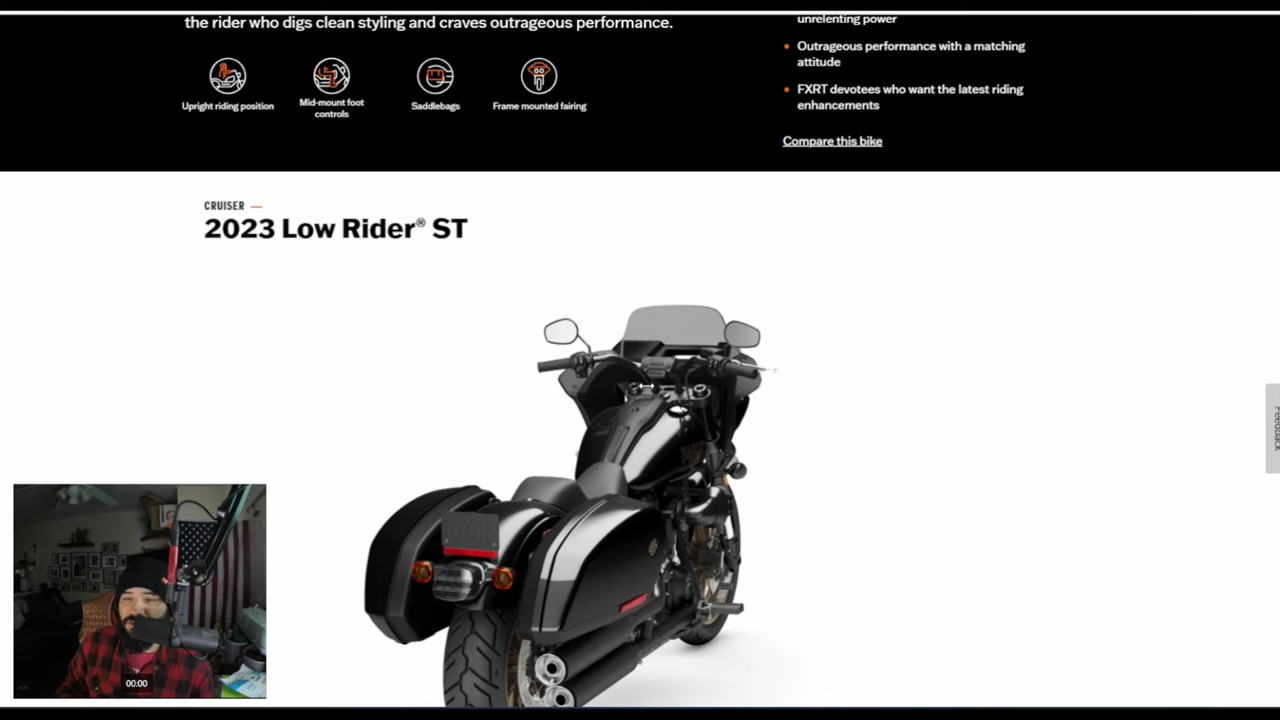 the rider who digs clean styling and craves outrageous performance.
Upright riding position
Mid-mount foot
controls
Saddlebags
Frame mounted fairing
unrelenting power
• Outrageous performance with a matching
attitude
• FXRT devotees who want the latest riding
enhancements
Compare this bike
CRUISER —
2023 Low Rider® ST
Feedback
00:00